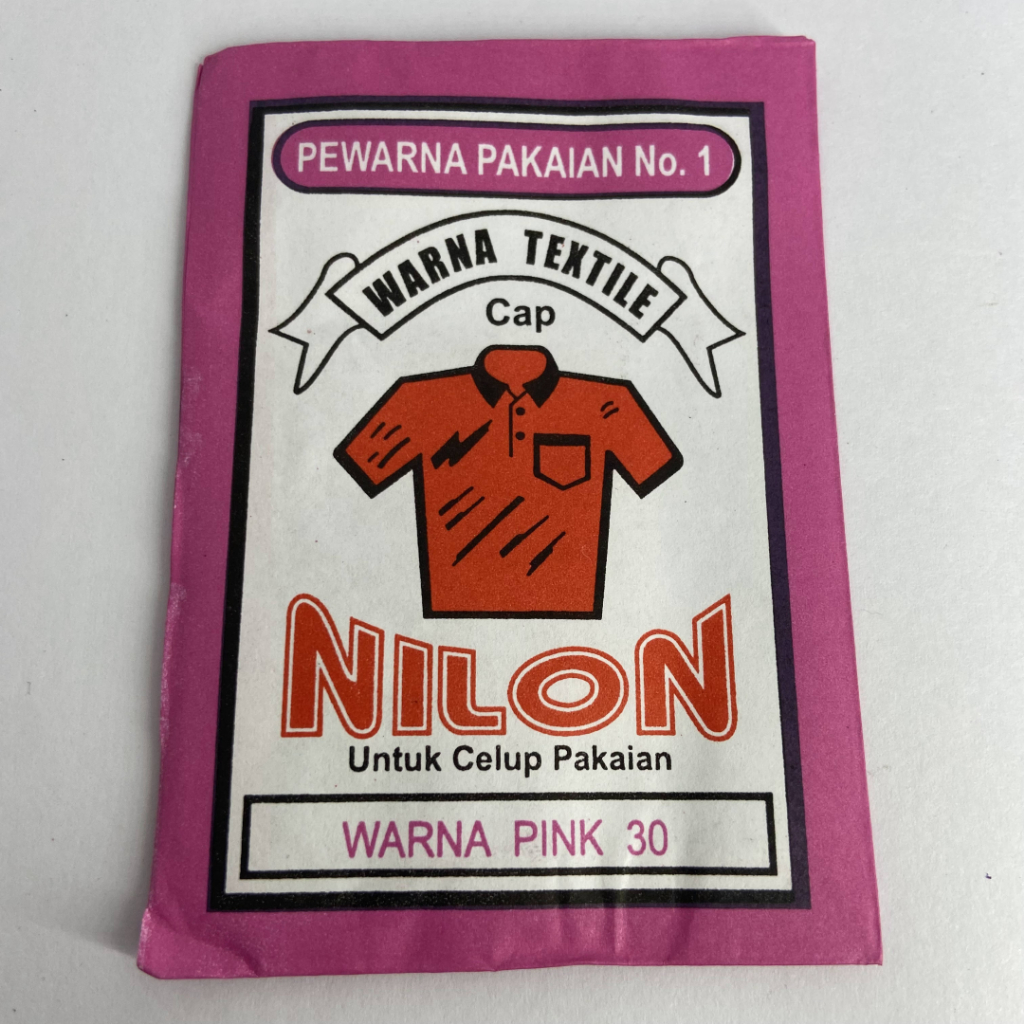 PEWARNA PAKAIAN No. 1
WARNA TEXTILE
Cap
NILON
Untuk Celup Pakaian
WARNA PINK 30